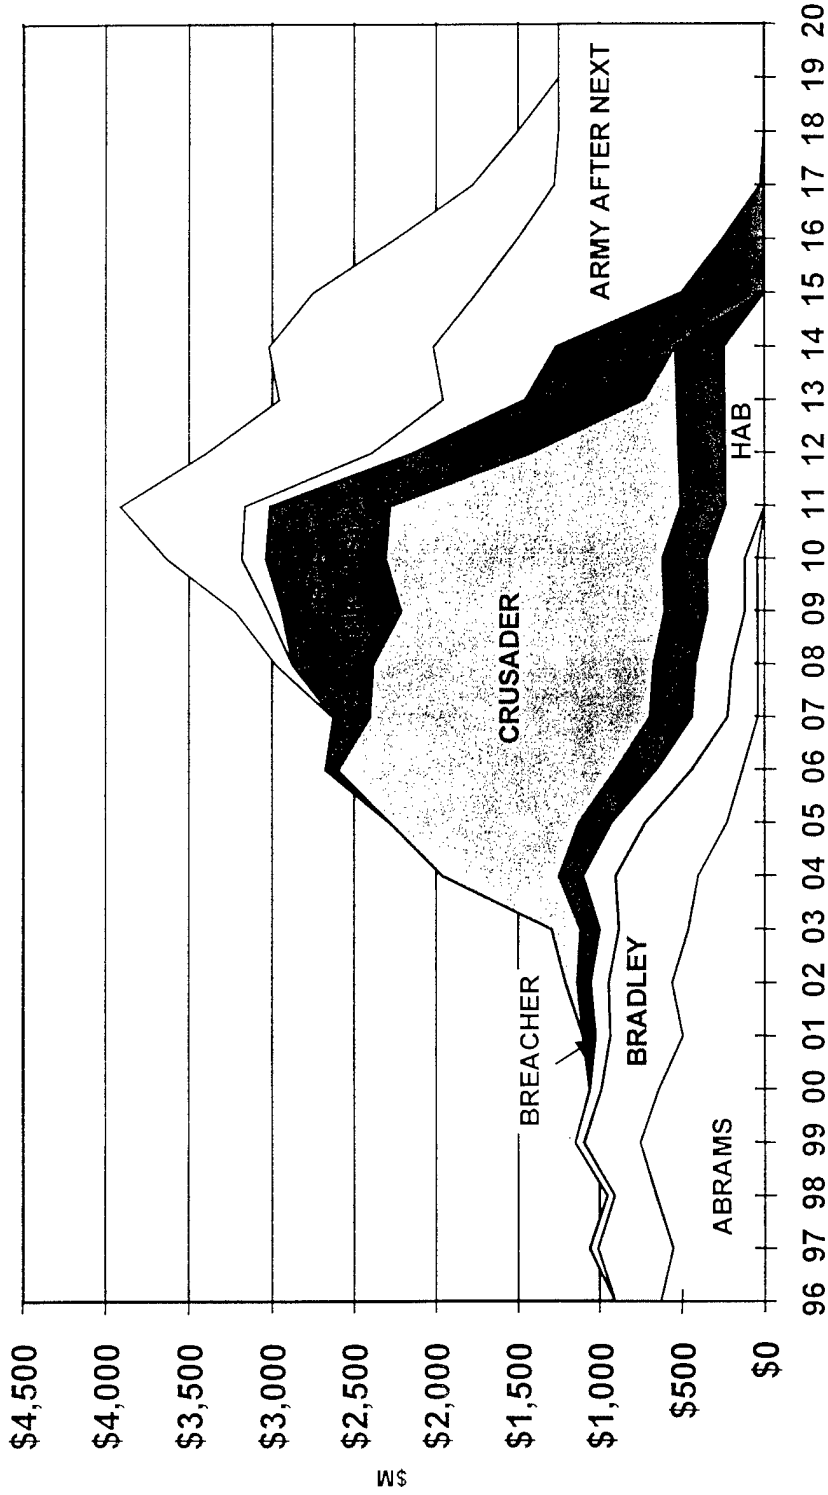 $4,500
$4,000
$3,500
$3,000
$2,500
$2,000
$1,500
$1,000
$500
$0
$M
ARMY AFTER NEXT
HAB
CRUSADER
BREACHER
BRADLEY
ABRAMS
96 97 98 99 00 01 02 03 04 05 06 07 08 09 10 11 12 13 14 15 16 17 18 19 20